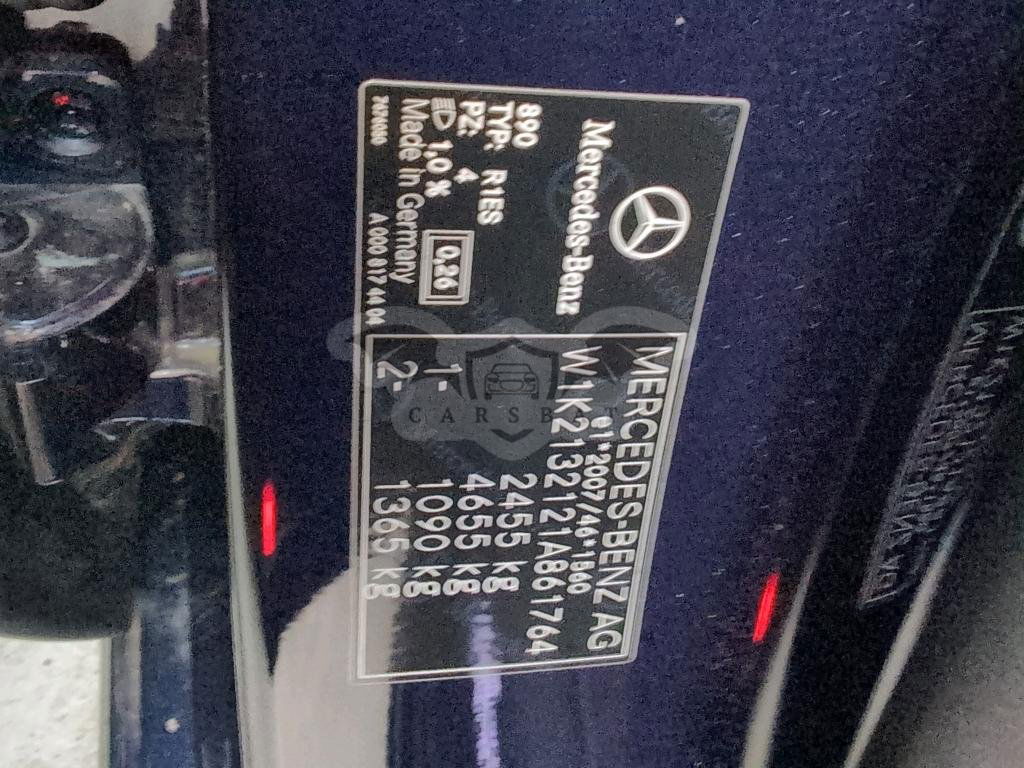 Mercedes-Benz
890
TYP: R1ES
PZ: 4
1,0 %
0,26
Made in Germany
A 000 817 44 04
MERCEDES-BENZ AG
e1*2007/46*1560
W1K2132121A861764
2455 kg
4655 kg
1- 1090 kg
2- 1365 kg
CARSBAT